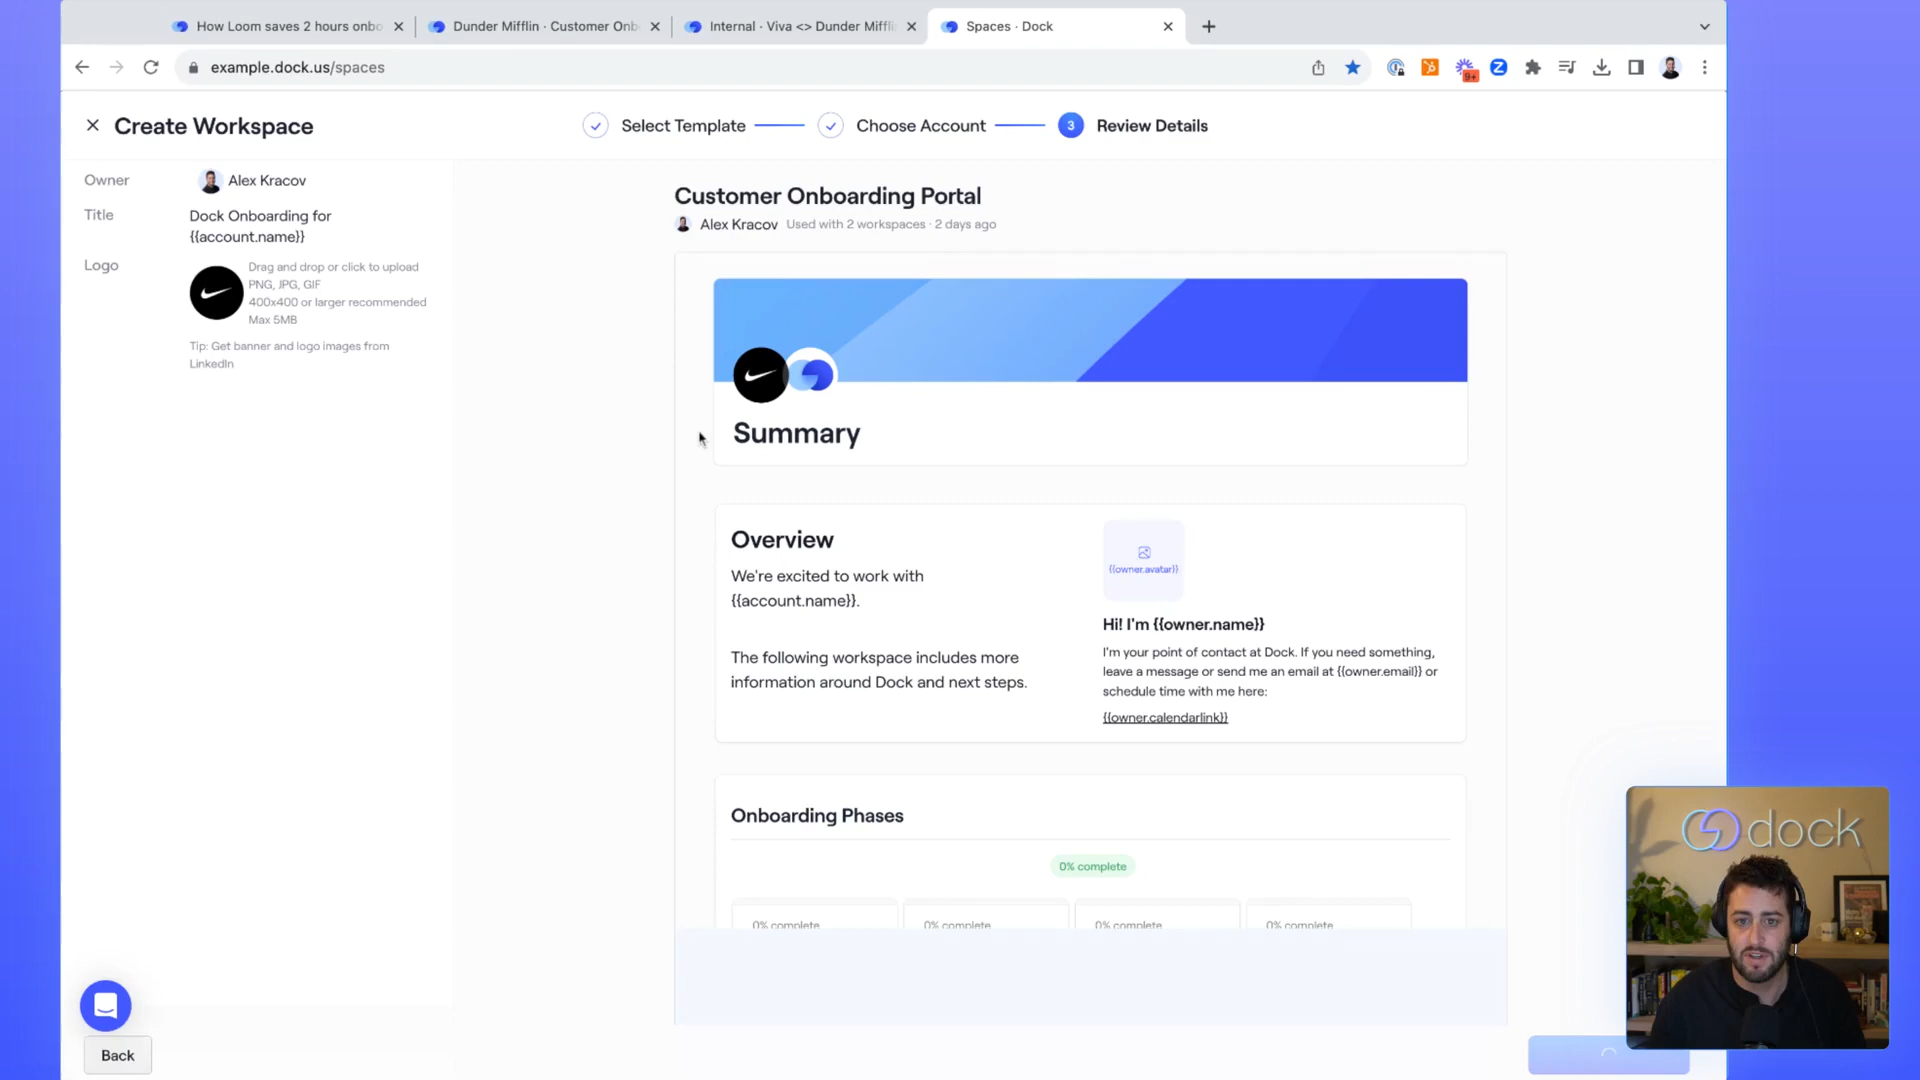 How Loom saves 2 hours onbo
Dunder Mifflin · Customer Onb
Internal · Viva <> Dunder Miffli
Spaces · Dock
example.dock.us/spaces
9+
Create Workspace
Select Template
Choose Account
3
Review Details
Owner
Alex Kracov
Title
Dock Onboarding for
{{account.name}}
Logo
Drag and drop or click to upload
PNG, JPG, GIF
400x400 or larger recommended
Max 5MB
Tip: Get banner and logo images from
LinkedIn
Customer Onboarding Portal
Alex Kracov Used with 2 workspaces · 2 days ago
Summary
Overview
We're excited to work with
{{account.name}}.
The following workspace includes more
information around Dock and next steps.
{{owner.avatar}}
Hi! I'm {{owner.name}}
I'm your point of contact at Dock. If you need something,
leave a message or send me an email at {{owner.email}} or
schedule time with me here:
{{owner.calendarlink}}
Onboarding Phases
0% complete
0% complete 0% complete 0% complete 0% complete
Back
dock